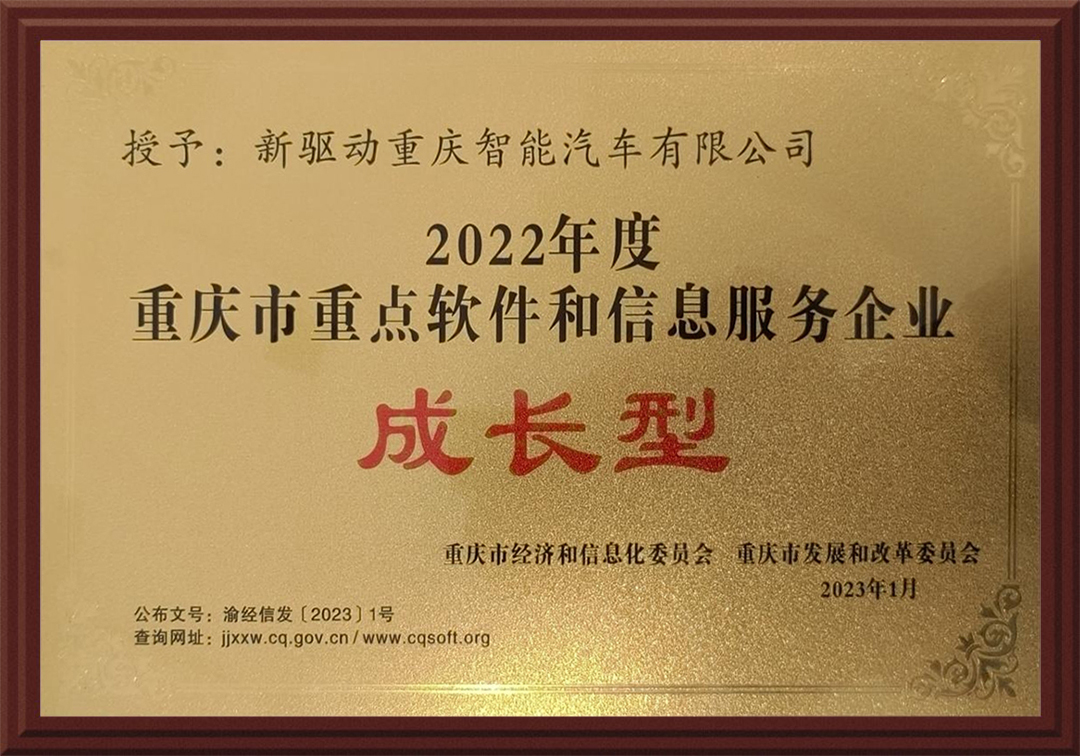 授予：新驱动重庆智能汽车有限公司
2022年度
重庆市重点软件和信息服务企业
成长型
重庆市经济和信息化委员会 重庆市发展和改革委员会
2023年1月
公布文号：渝经信发〔2023〕1号
查询网址：jjxxw.cq.gov.cn/www.cqsoft.org